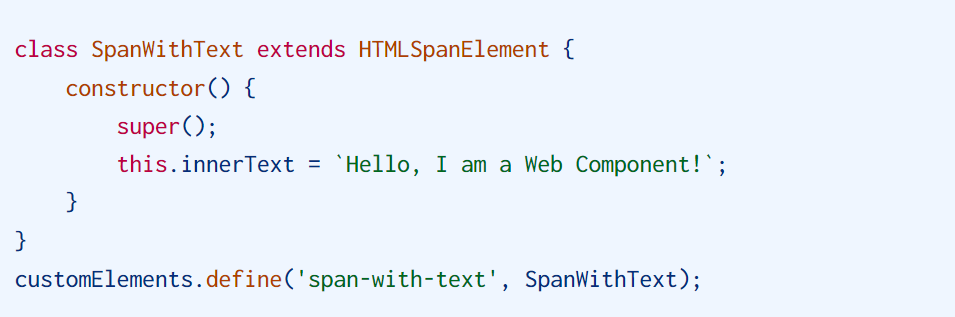 class SpanWithText extends HTMLSpanElement {
    constructor() {
        super();
        this.innerText = `Hello, I am a Web Component!`;
    }
}
customElements.define('span-with-text', SpanWithText);